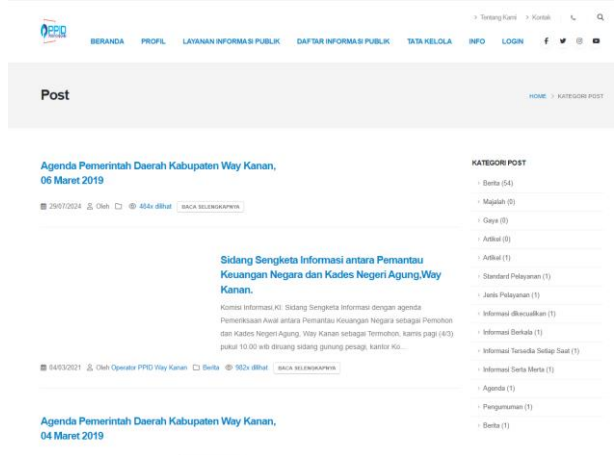 Tentang Kami
Kontak
PPID
BERANDA
PROFIL
LAYANAN INFORMASI PUBLIK
DAFTAR INFORMASI PUBLIK
TATA KELOLA
INFO
LOGIN
Post
HOME > KATEGORI POST
Agenda Pemerintah Daerah Kabupaten Way Kanan,
06 Maret 2019
29/07/2024 Oleh 464x dilihat BACA SELENGKAPNYA
Sidang Sengketa Informasi antara Pemantau
Keuangan Negara dan Kades Negeri Agung,Way
Kanan.
Komisi Informasi,KI: Sidang Sengketa Informasi dengan agenda
Pemeriksaan Awal antara Pemantau Keuangan Negara sebagai Pemohon
dan Kades Negeri Agung, Way Kanan sebagai Termohon, kamis pagi (4/3)
pukul 10.00 wib diruang sidang gunung pesagi, kantor Ko...
04/03/2021 Oleh Operator PPID Way Kanan Berita 982x dilihat BACA SELENGKAPNYA
Agenda Pemerintah Daerah Kabupaten Way Kanan,
04 Maret 2019
KATEGORI POST
Berita (54)
Majalah (0)
Gaya (0)
Artikel (0)
Artikel (1)
Standard Pelayanan (1)
Jenis Pelayanan (1)
Informasi dikecualikan (1)
Informasi Berkala (1)
Informasi Tersedia Setiap Saat (1)
Informasi Serta Merta (1)
Agenda (1)
Pengumuman (1)
Berita (1)